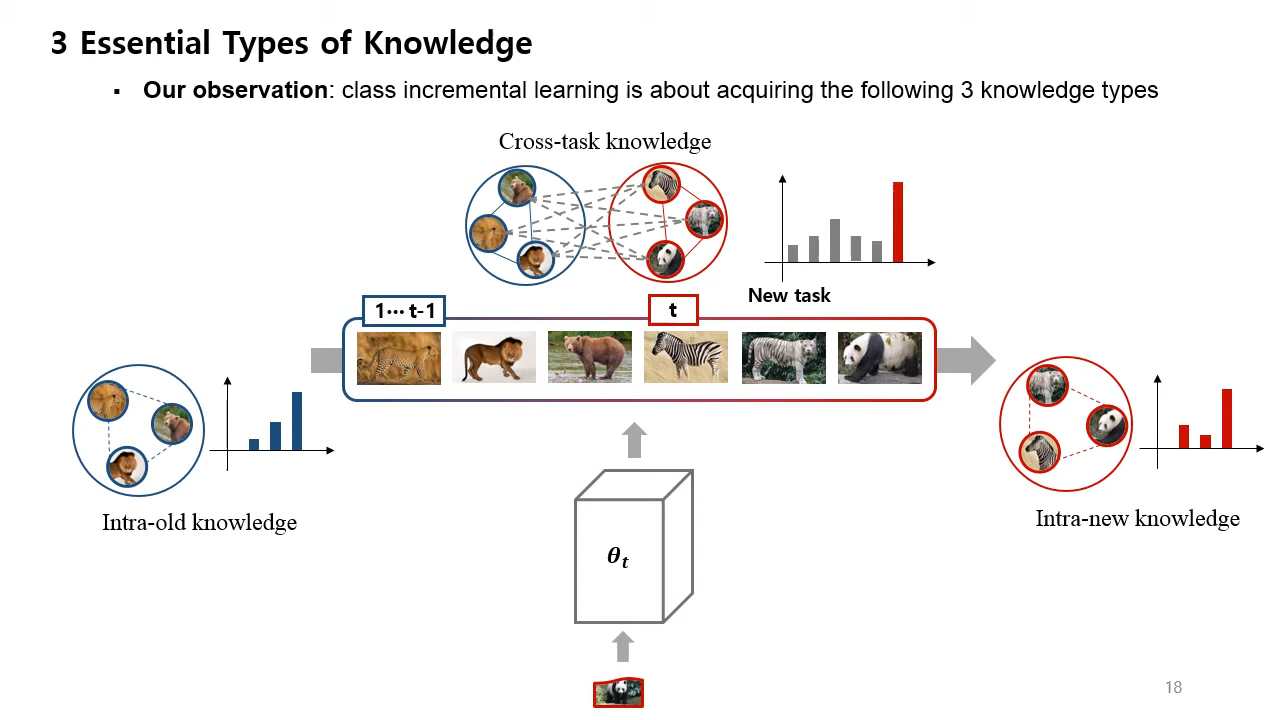 3 Essential Types of Knowledge
▪ Our observation: class incremental learning is about acquiring the following 3 knowledge types
Cross-task knowledge
New task
1⋯ t-1
t
Intra-old knowledge
Intra-new knowledge
θt
18